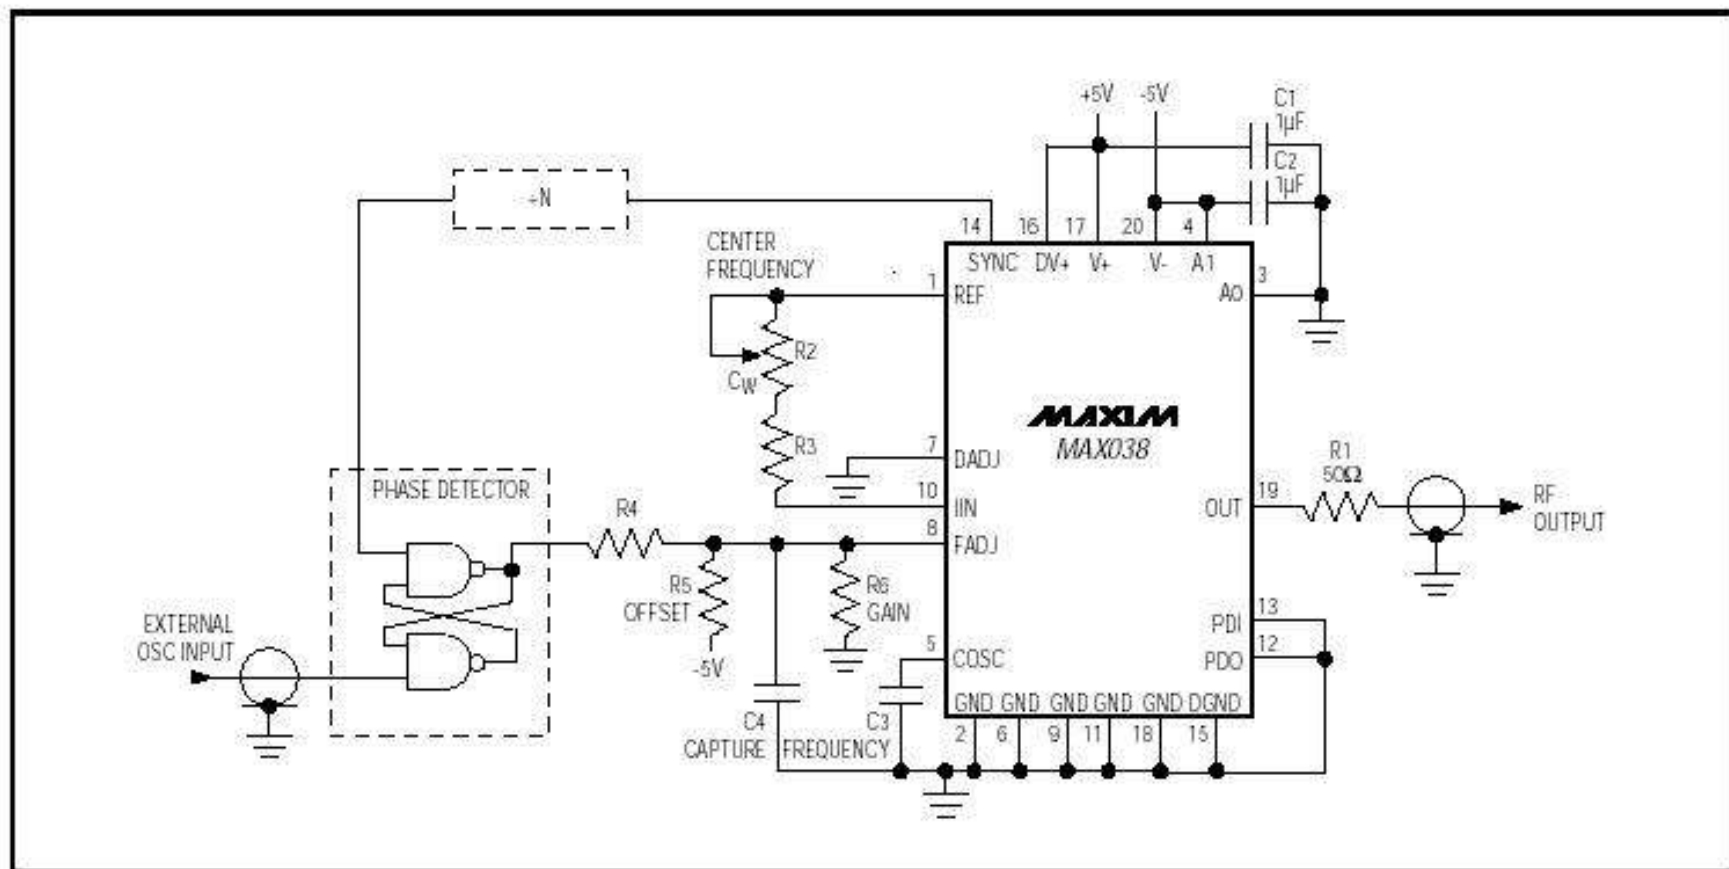 +5V
-5V
C1
1µF
C2
1µF
÷N
14
16
17
20
4
CENTER
FREQUENCY
SYNC
DV+
V+
V-
A1
1
REF
3
A0
R2
CW
MAXIM
MAX038
R3
7
DADJ
R1
50Ω
PHASE DETECTOR
10
IIN
19
OUT
RF
OUTPUT
R4
8
FADJ
R5
OFFSET
R6
GAIN
13
PDI
EXTERNAL
OSC INPUT
-5V
5
COSC
12
PDO
GND
GND
GND
GND
GND
DGND
C4
C3
2
6
9
11
18
15
CAPTURE FREQUENCY